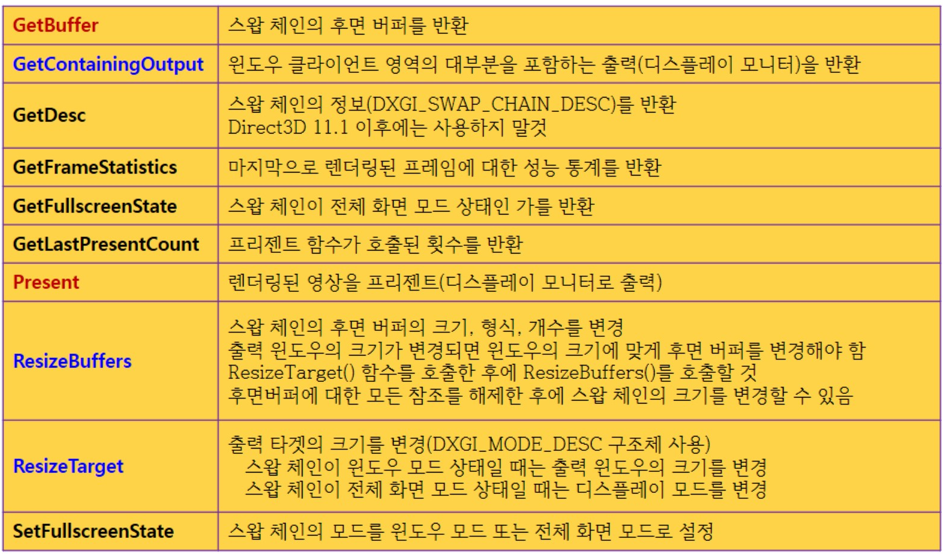 GetBuffer
스왑 체인의 후면 버퍼를 반환
GetContainingOutput
윈도우 클라이언트 영역의 대부분을 포함하는 출력(디스플레이 모니터)을 반환
GetDesc
스왑 체인의 정보(DXGI_SWAP_CHAIN_DESC)를 반환
Direct3D 11.1 이후에는 사용하지 말것
GetFrameStatistics
마지막으로 렌더링된 프레임에 대한 성능 통계를 반환
GetFullscreenState
스왑 체인이 전체 화면 모드 상태인 가를 반환
GetLastPresentCount
프리젠트 함수가 호출된 횟수를 반환
Present
렌더링된 영상을 프리젠트(디스플레이 모니터로 출력)
ResizeBuffers
스왑 체인의 후면 버퍼의 크기, 형식, 개수를 변경
출력 윈도우의 크기가 변경되면 윈도우의 크기에 맞게 후면 버퍼를 변경해야 함
ResizeTarget() 함수를 호출한 후에 ResizeBuffers()를 호출할 것
후면버퍼에 대한 모든 참조를 해제한 후에 스왑 체인의 크기를 변경할 수 있음
ResizeTarget
출력 타겟의 크기를 변경(DXGI_MODE_DESC 구조체 사용)
스왑 체인이 윈도우 모드 상태일 때는 출력 윈도우의 크기를 변경
스왑 체인이 전체 화면 모드 상태일 때는 디스플레이 모드를 변경
SetFullscreenState
스왑 체인의 모드를 윈도우 모드 또는 전체 화면 모드로 설정